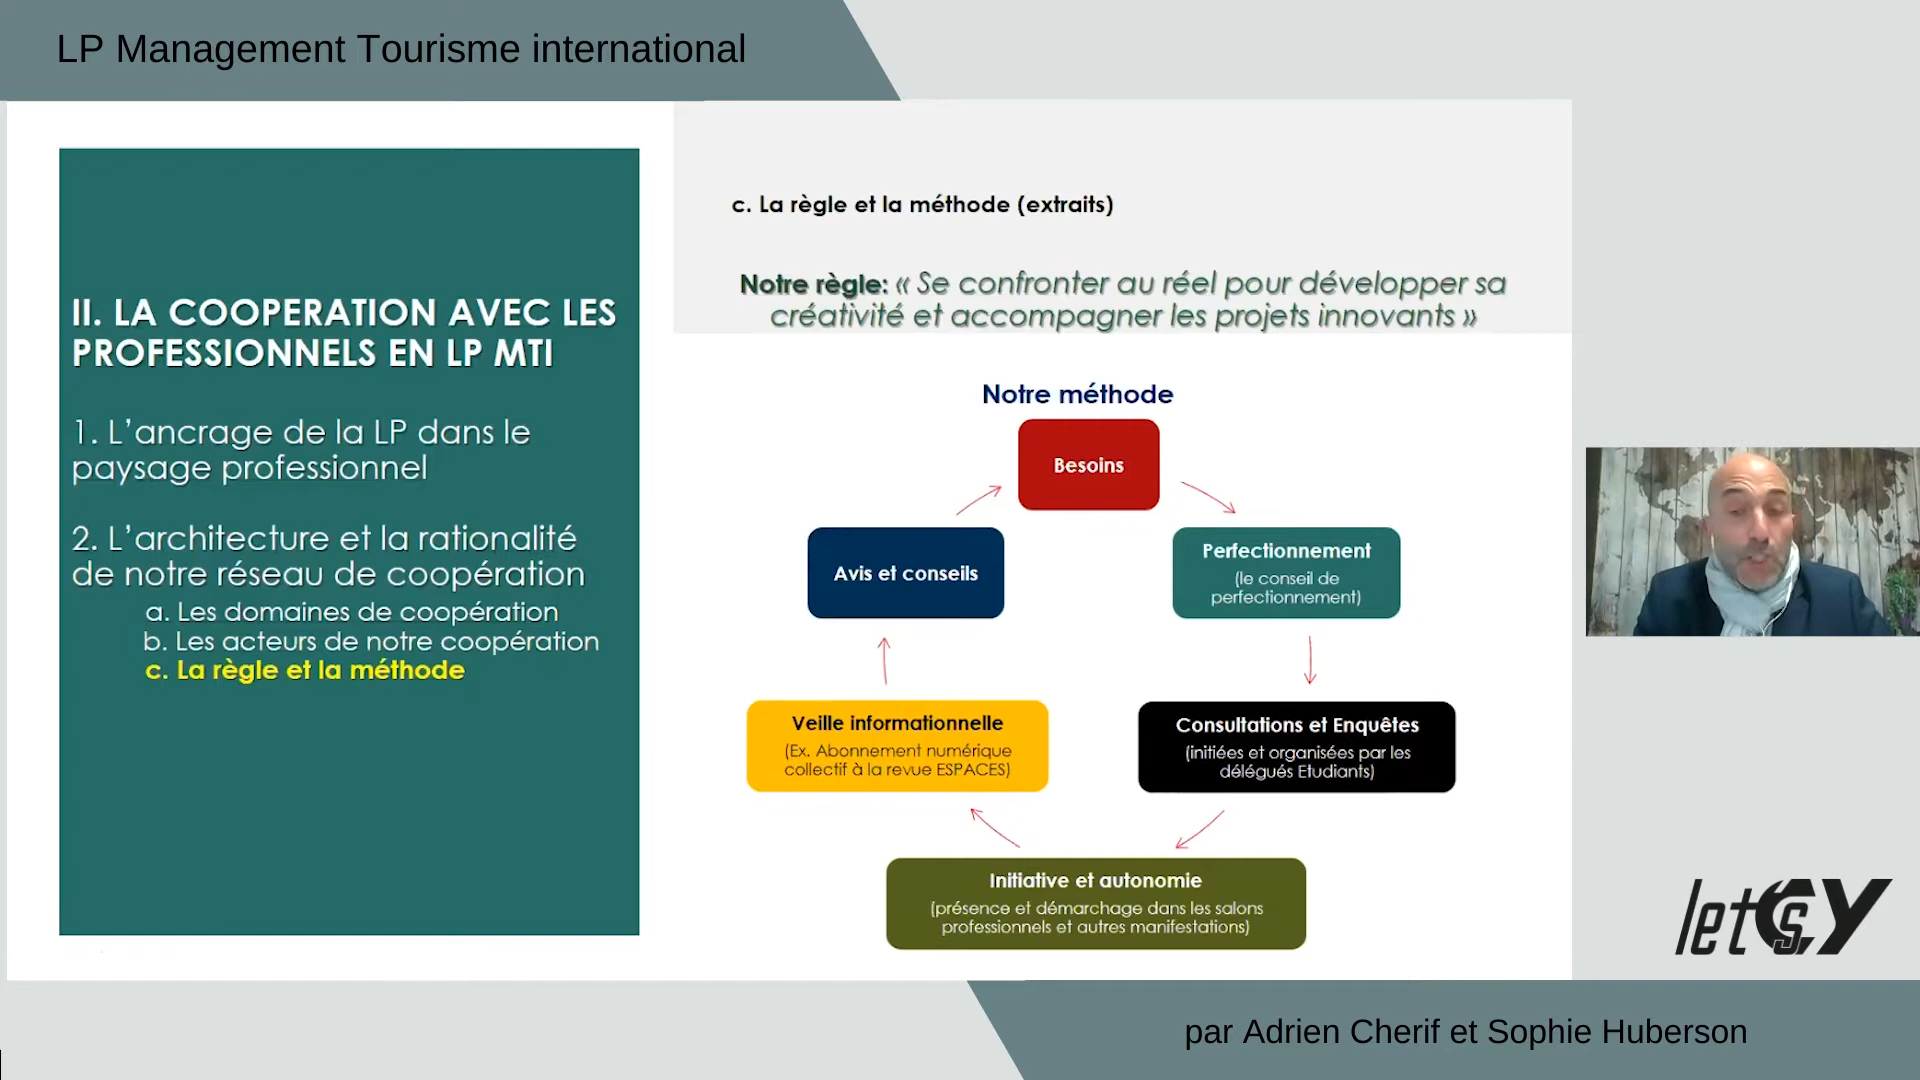 LP Management Tourisme international
II. LA COOPERATION AVEC LES
PROFESSIONNELS EN LP MTI
1. L’ancrage de la LP dans le
paysage professionnel
2. L’architecture et la rationalité
de notre réseau de coopération
a. Les domaines de coopération
b. Les acteurs de notre coopération
c. La règle et la méthode
c. La règle et la méthode (extraits)
Notre règle: « Se confronter au réel pour développer sa
créativité et accompagner les projets innovants »
Notre méthode
Besoins
Perfectionnement
(le conseil de
perfectionnement)
Consultations et Enquêtes
(initiées et organisées par les
délégués Etudiants)
Initiative et autonomie
(présence et démarchage dans les salons
professionnels et autres manifestations)
Veille informationnelle
(Ex. Abonnement numérique
collectif à la revue ESPACES)
Avis et conseils
let's CY
par Adrien Cherif et Sophie Huberson